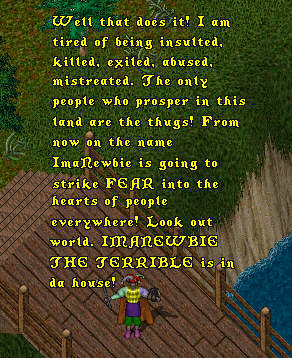 Well that does it! I am
tired of being insulted,
killed, exiled, abused,
mistreated. The only
people who prosper in this
land are the thugs! From
now on the name
ImaNewbie is going to
strike FEAR into the
hearts of people
everywhere! Look out
world. IMANEWBIE
THE TERRIBLE is in
da house!